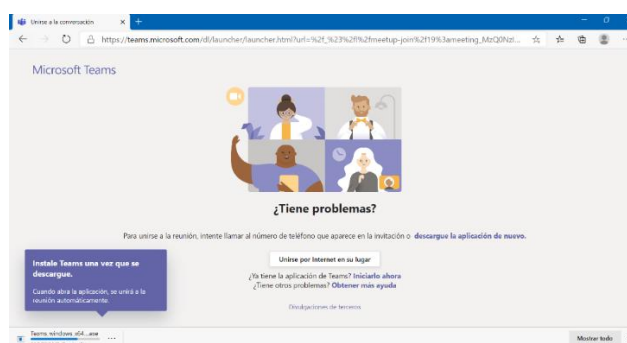 Unirse a la conversación
https://teams.microsoft.com/dl/launcher/launcher.html?url=%2f_%23%2fl%2fmeetup-join%2f19%3ameeting_MzQ0Nzl...
Microsoft Teams
¿Tiene problemas?
Para unirse a la reunión, intente llamar al número de teléfono que aparece en la invitación o descargue la aplicación de nuevo.
Unirse por Internet en su lugar
¿Ya tiene la aplicación de Teams? Iniciarlo ahora
¿Tiene otros problemas? Obtener más ayuda
Divulgaciones de terceros
Instale Teams una vez que se
descargue.
Cuando abra la aplicación, se unirá a la
reunión automáticamente.
Teams_windows_x64....exe
Mostrar todo